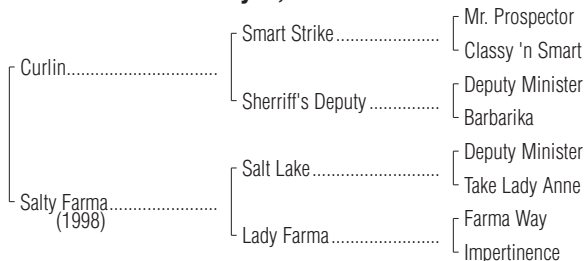 Mr. Prospector
Smart Strike
Classy 'n Smart
Curlin
Deputy Minister
Sherriff's Deputy
Barbarika
Deputy Minister
Salt Lake
Take Lady Anne
Salty Farma
(1998)
Farma Way
Lady Farma
Impertinence